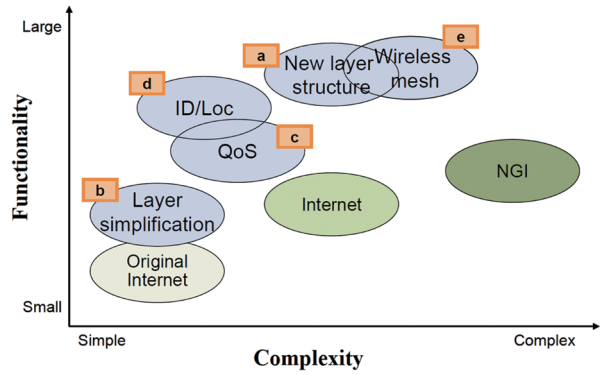 Large
Functionality
Small
a
New layer
structure
Wireless
mesh
e
d
ID/Loc
QoS
c
b
Layer
simplification
Internet
NGI
Original
Internet
Simple
Complexity
Complex